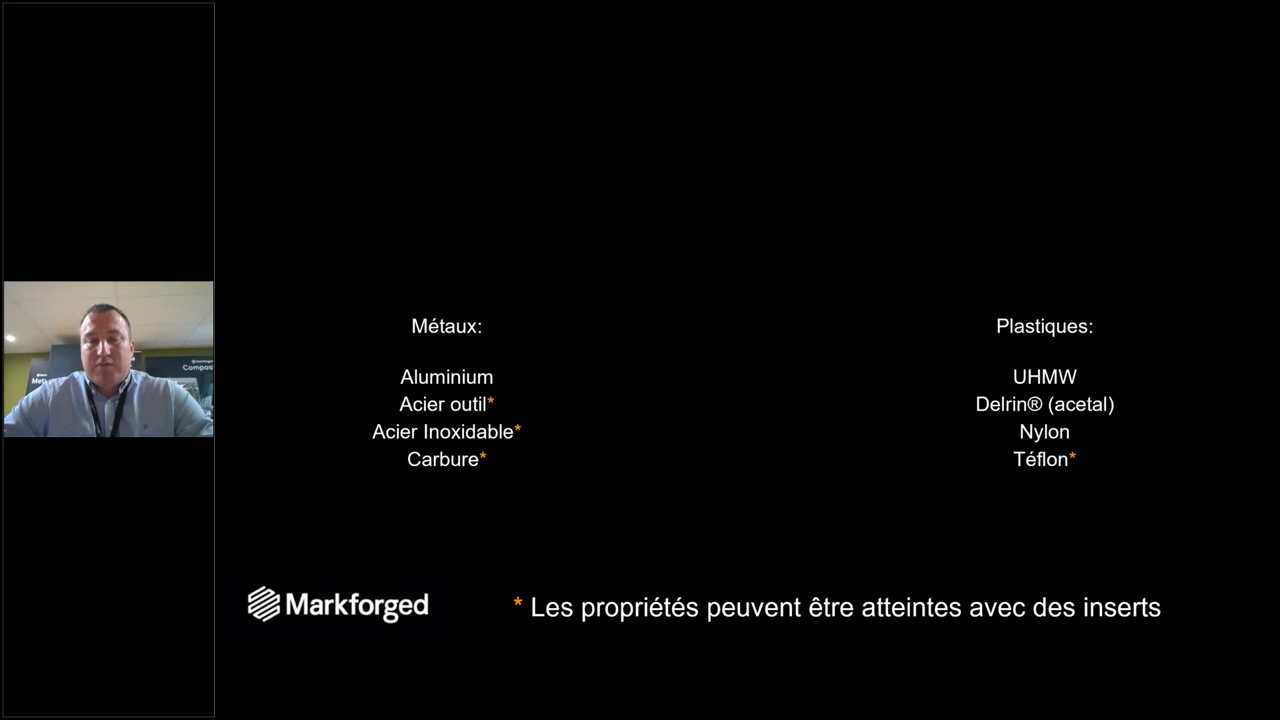 Métaux:
Aluminium
Acier outil*
Acier Inoxidable*
Carbure*
Plastiques:
UHMW
Delrin® (acetal)
Nylon
Téflon*
Markforged
* Les propriétés peuvent être atteintes avec des inserts